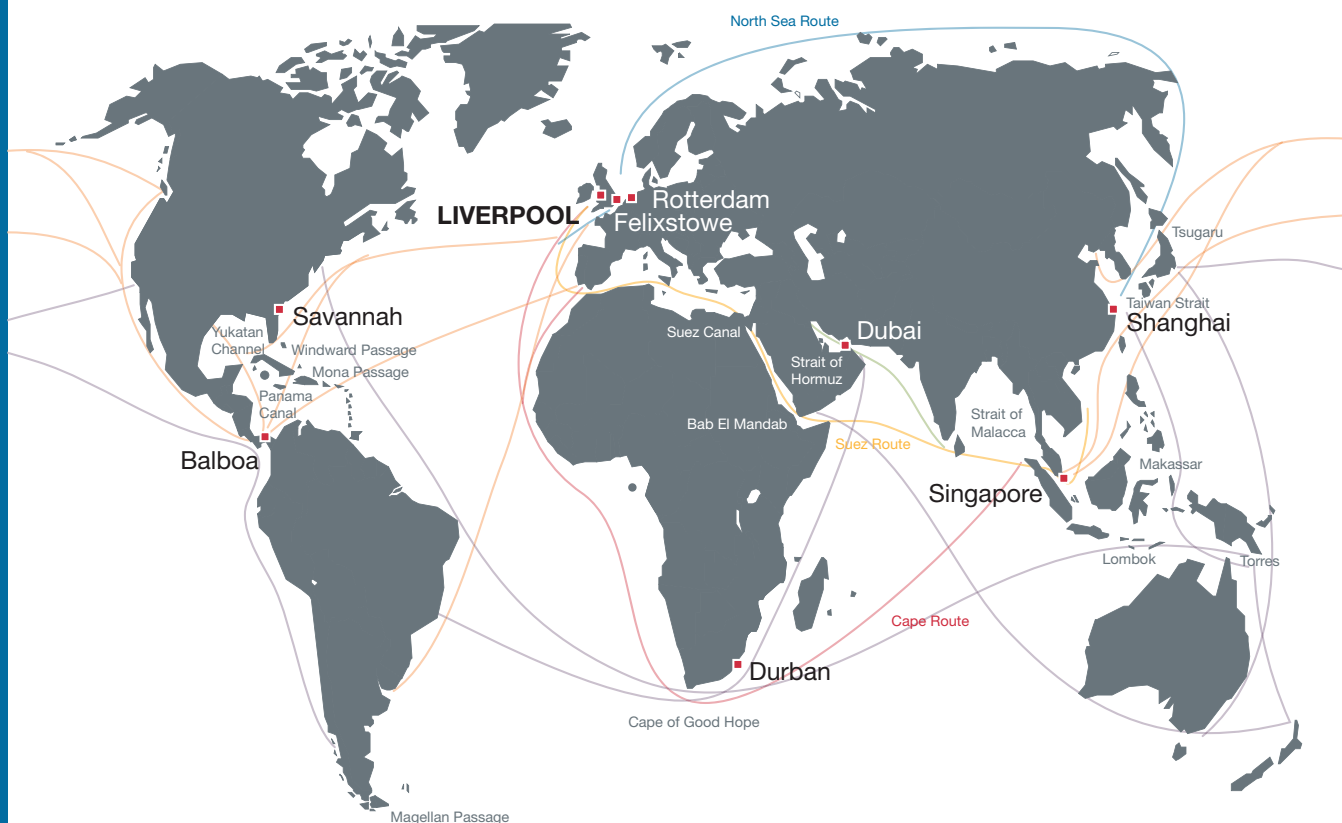 North Sea Route
Rotterdam
LIVERPOOL
Felixstowe
Tsugaru
Savannah
Taiwan Strait
Shanghai
Yukatan
Channel
Suez Canal
Dubai
Windward Passage
Mona Passage
Strait of
Hormuz
Panama
Canal
Strait of
Malacca
Bab El Mandab
Suez Route
Balboa
Makassar
Singapore
Lombok
Torres
Cape Route
Durban
Cape of Good Hope
Magellan Passage